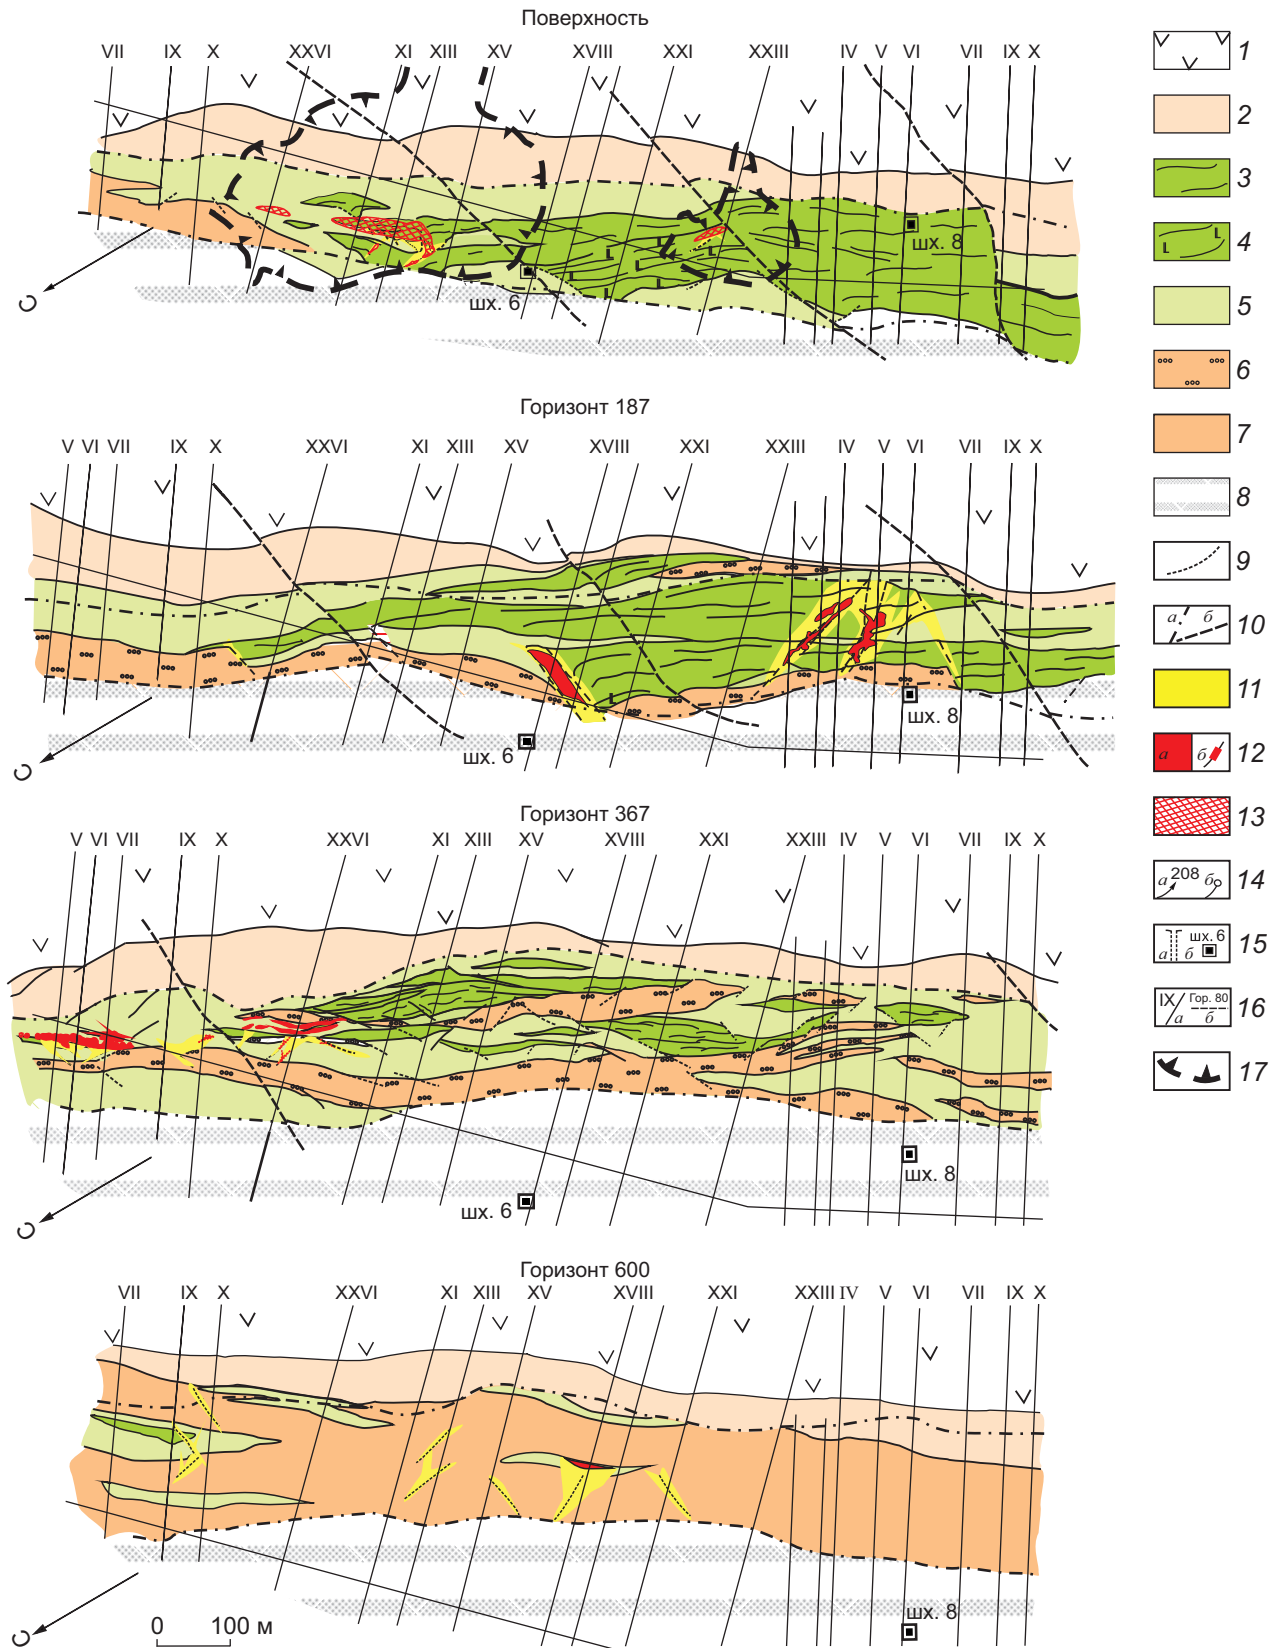 Поверхность
VII IX X XXVI XI XIII XV XVIII XXI XXIII IV V VI VII IX X
шх. 8
шх. 6
С
Горизонт 187
V VI VII IX X XXVI XI XIII XV XVIII XXI XXIII IV V VI VII IX X
шх. 8
шх. 6
С
Горизонт 367
V VI VII IX X XXVI XI XIII XV XVIII XXI XXIII IV V VI VII IX X
шх. 8
шх. 6
С
Горизонт 600
VII IX X XXVI XI XIII XV XVIII XXI XXIII IV V VI VII IX X
шх. 8
С
0 100 м
1
2
3
L L 4
5
6
7
8
9
а б 10
11
а б 12
13
а 208 б 14
а б шх. 6 15
IX а Гор. 80 б 16
17